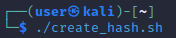 ┌──(user㉿kali)-[~]
└─$ ./create_hash.sh